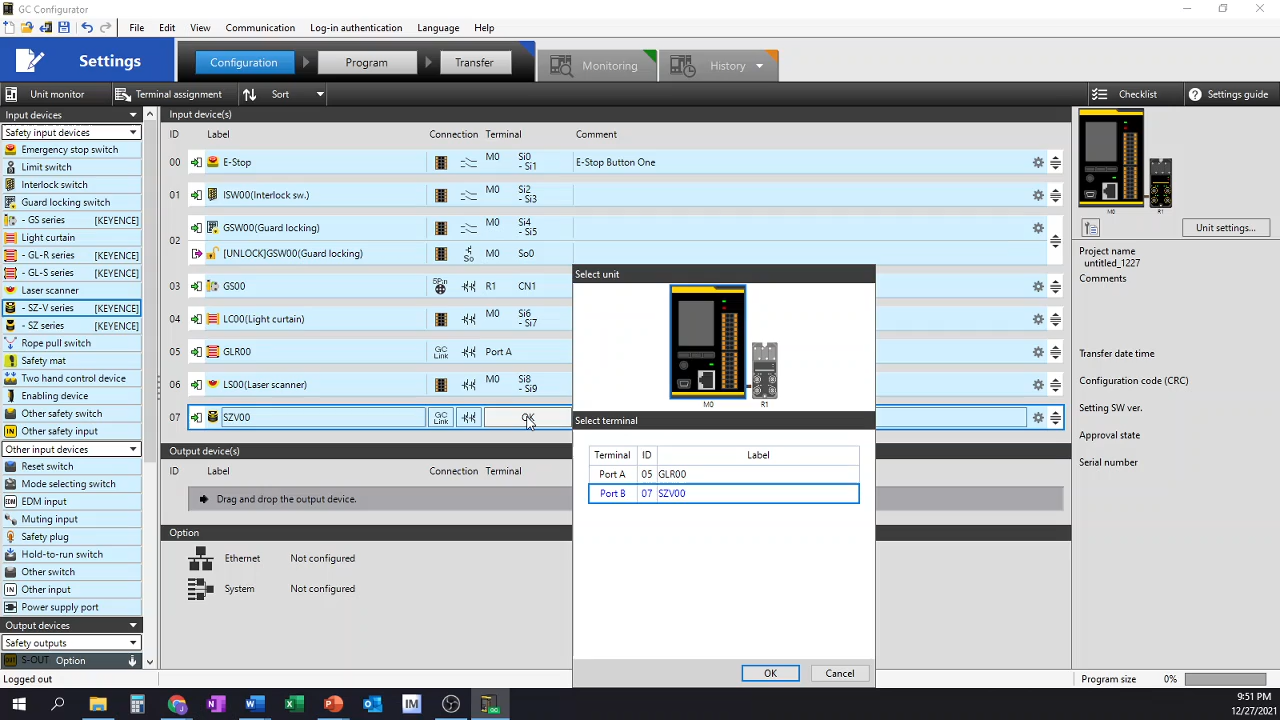 GC Configurator
File Edit View Communication Log-in authentication Language Help
Settings Configuration Program Transfer Monitoring History
Unit monitor Terminal assignment Sort Checklist Settings guide
Input devices
Safety input devices
Emergency stop switch
Limit switch
Interlock switch
Guard locking switch
- GS series [KEYENCE]
Light curtain
- GL-R series [KEYENCE]
- GL-S series [KEYENCE]
Laser scanner
- SZ-V series [KEYENCE]
- SZ series [KEYENCE]
Rope pull switch
Safety mat
Two hand control device
Enabling device
Other safety switch
Other safety input
Other input devices
Reset switch
Mode selecting switch
EDM input
Muting input
Safety plug
Hold-to-run switch
Other switch
Other input
Power supply port
Output devices
Safety outputs
S-OUT Option
Input device(s)
ID Label Connection Terminal Comment
00 E-Stop M0 Si0 - Si1 E-Stop Button One
01 ISW00(Interlock sw.) M0 Si2 - Si3
02 GSW00(Guard locking) M0 Si4 - Si5
[UNLOCK]GSW00(Guard locking) So M0 So0
03 GS00 5Pin R1 CN1
04 LC00(Light curtain) M0 Si6 - Si7
05 GLR00 GC Link Port A
06 LS00(Laser scanner) M0 Si8 - Si9
07 SZV00 GC Link OK
Output device(s)
ID Label Connection Terminal
Drag and drop the output device.
Option
Ethernet Not configured
System Not configured
Select unit
M0 R1
Select terminal
Terminal ID Label
Port A 05 GLR00
Port B 07 SZV00
OK Cancel
M0 R1
Unit settings...
Project name
untitled_1227
Comments
Transfer date time
Configuration code (CRC)
Setting SW ver.
Approval state
Serial number
Logged out Program size 0%
9:51 PM
12/27/2021